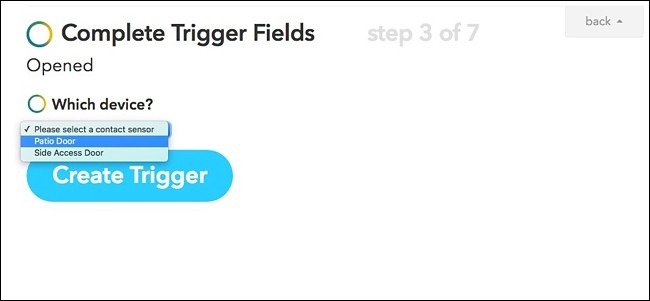 Complete Trigger Fields step 3 of 7 back
Opened
Which device?
✓ Please select a contact sensor
Patio Door
Side Access Door
Create Trigger